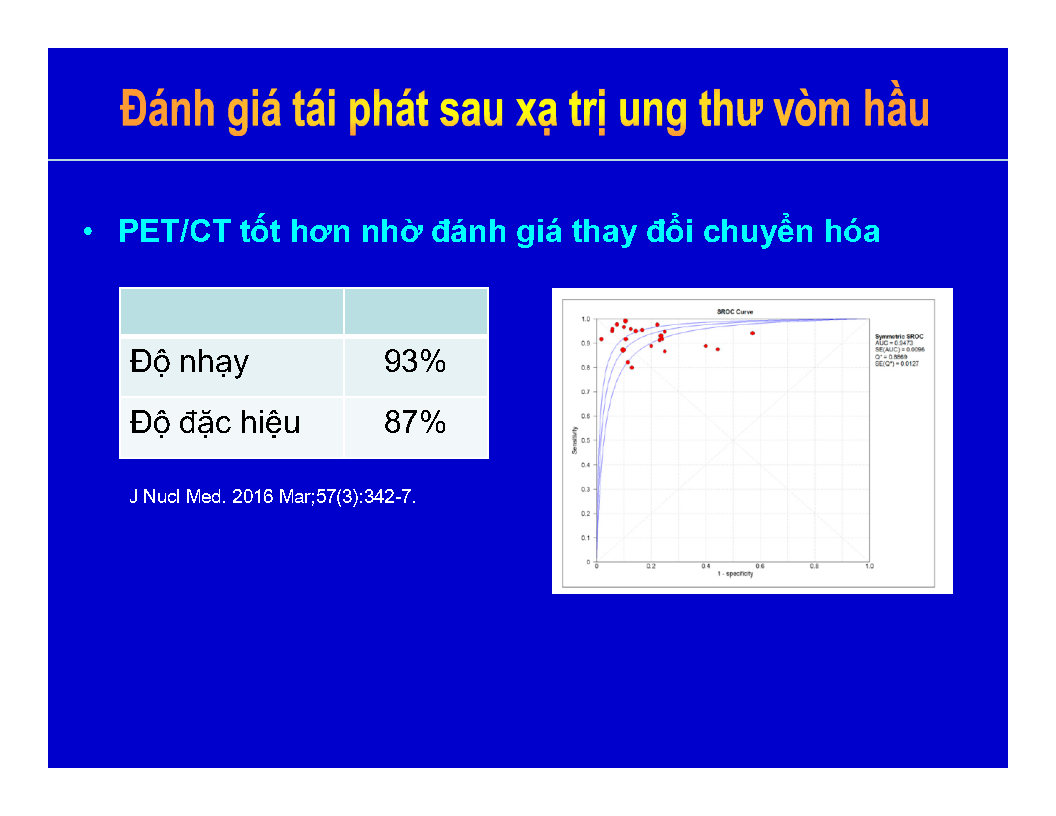 Đánh giá tái phát sau xạ trị ung thư vòm hầu
• PET/CT tốt hơn nhờ đánh giá thay đổi chuyển hóa
Độ nhạy 93%
Độ đặc hiệu 87%
J Nucl Med. 2016 Mar;57(3):342-7.
SROC Curve
Sensitivity
1.0
0.9
0.8
0.7
0.6
0.5
0.4
0.3
0.2
0.1
0
0 0.2 0.4 0.6 0.8 1.0
1 - specificity
Symmetric SROC
AUC = 0.9473
SE(AUC) = 0.0096
Q* = 0.8869
SE(Q*) = 0.0127